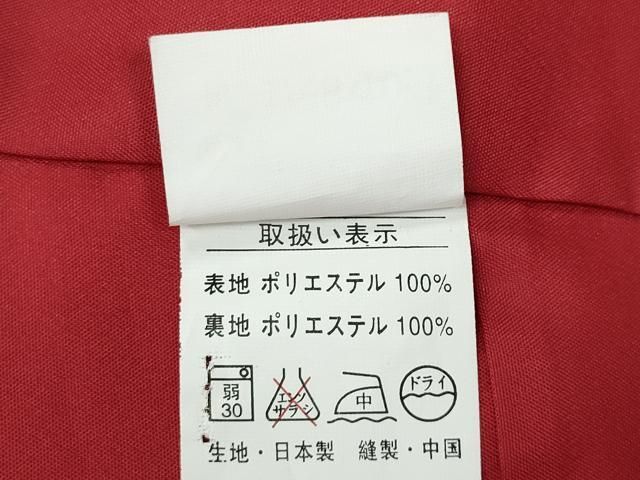 取扱い表示
表地 ポリエステル 100%
裏地 ポリエステル 100%
弱 30 エンソ サラシ 中 ドライ
生地・日本製 縫製・中国